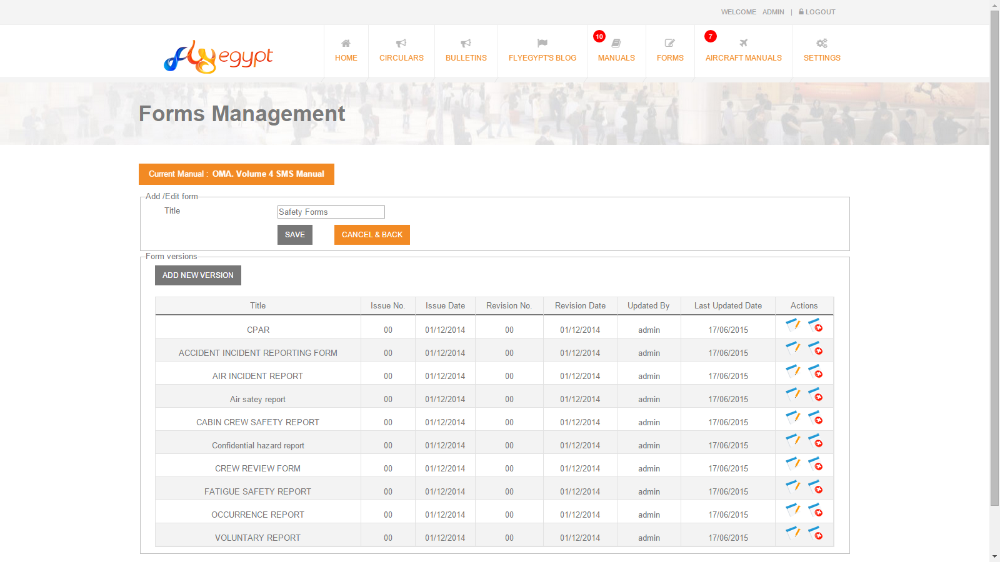 WELCOME ADMIN | LOGOUT
fly egypt
HOME
CIRCULARS
BULLETINS
FLYEGYPT'S BLOG
10
MANUALS
FORMS
7
AIRCRAFT MANUALS
SETTINGS
Forms Management
Current Manual : OMA. Volume 4 SMS Manual
Add /Edit form
Title Safety Forms
SAVE CANCEL & BACK
Form versions
ADD NEW VERSION
Title Issue No. Issue Date Revision No. Revision Date Updated By Last Updated Date Actions
CPAR 00 01/12/2014 00 01/12/2014 admin 17/06/2015
ACCIDENT INCIDENT REPORTING FORM 00 01/12/2014 00 01/12/2014 admin 17/06/2015
AIR INCIDENT REPORT 00 01/12/2014 00 01/12/2014 admin 17/06/2015
Air satey report 00 01/12/2014 00 01/12/2014 admin 17/06/2015
CABIN CREW SAFETY REPORT 00 01/12/2014 00 01/12/2014 admin 17/06/2015
Confidential hazard report 00 01/12/2014 00 01/12/2014 admin 17/06/2015
CREW REVIEW FORM 00 01/12/2014 00 01/12/2014 admin 17/06/2015
FATIGUE SAFETY REPORT 00 01/12/2014 00 01/12/2014 admin 17/06/2015
OCCURRENCE REPORT 00 01/12/2014 00 01/12/2014 admin 17/06/2015
VOLUNTARY REPORT 00 01/12/2014 00 01/12/2014 admin 17/06/2015